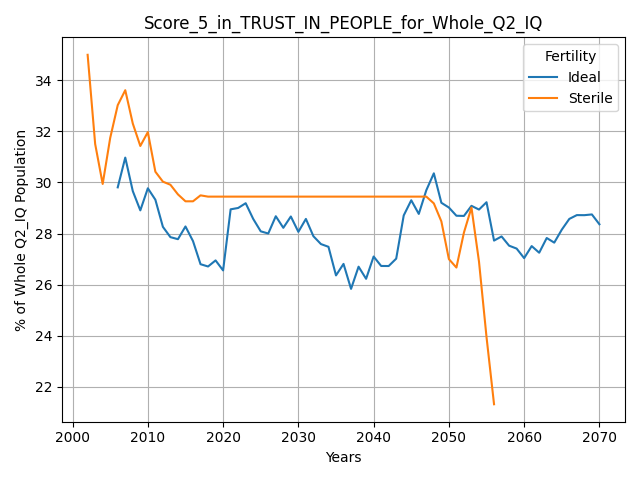 Score_5_in_TRUST_IN_PEOPLE_for_Whole_Q2_IQ
Fertility
Ideal
Sterile
% of Whole Q2_IQ Population
34
32
30
28
26
24
22
2000 2010 2020 2030 2040 2050 2060 2070
Years